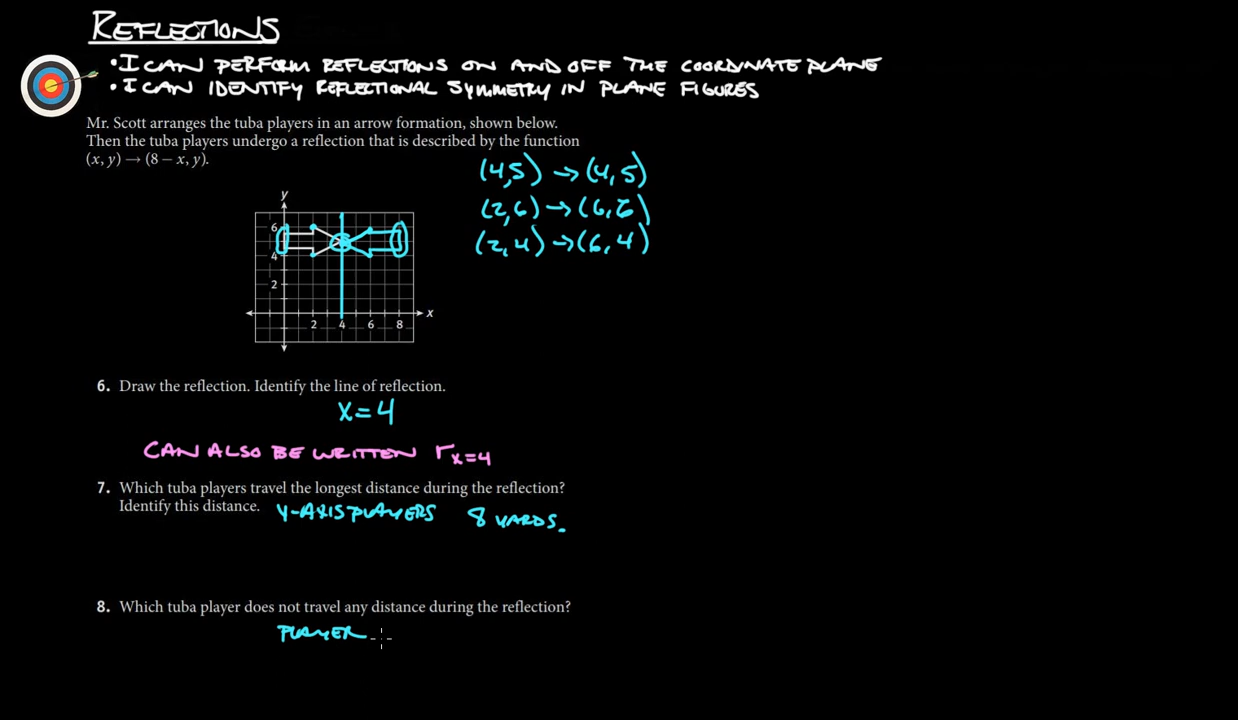 REFLECTIONS
• I CAN PERFORM REFLECTIONS ON AND OFF THE COORDINATE PLANE
• I CAN IDENTIFY REFLECTIONAL SYMMETRY IN PLANE FIGURES
Mr. Scott arranges the tuba players in an arrow formation, shown below.
Then the tuba players undergo a reflection that is described by the function
(x, y) → (8 − x, y).
(4,5) → (4,5)
(2,6) → (6,6)
(2,4) → (6,4)
y
6
4
2
2 4 6 8 x
6. Draw the reflection. Identify the line of reflection.
x=4
CAN ALSO BE WRITTEN r x=4
7. Which tuba players travel the longest distance during the reflection?
Identify this distance. Y-AXIS PLAYERS 8 YARDS.
8. Which tuba player does not travel any distance during the reflection?
PLAYER